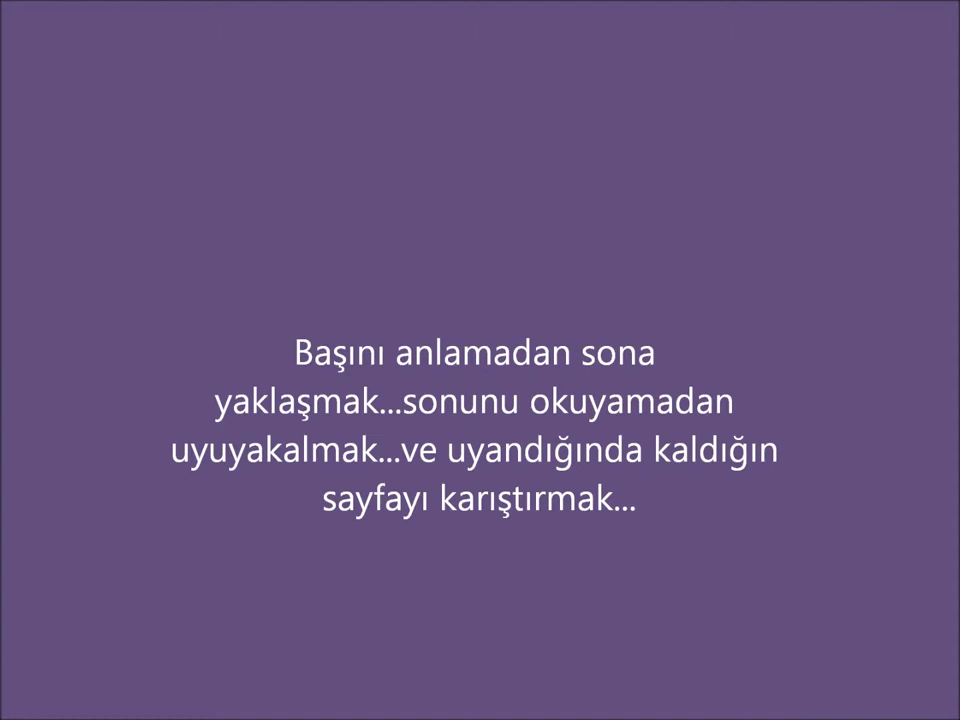 Başını anlamadan sona
yaklaşmak...sonunu okuyamadan
uyuyakalmak...ve uyandığında kaldığın
sayfayı karıştırmak...